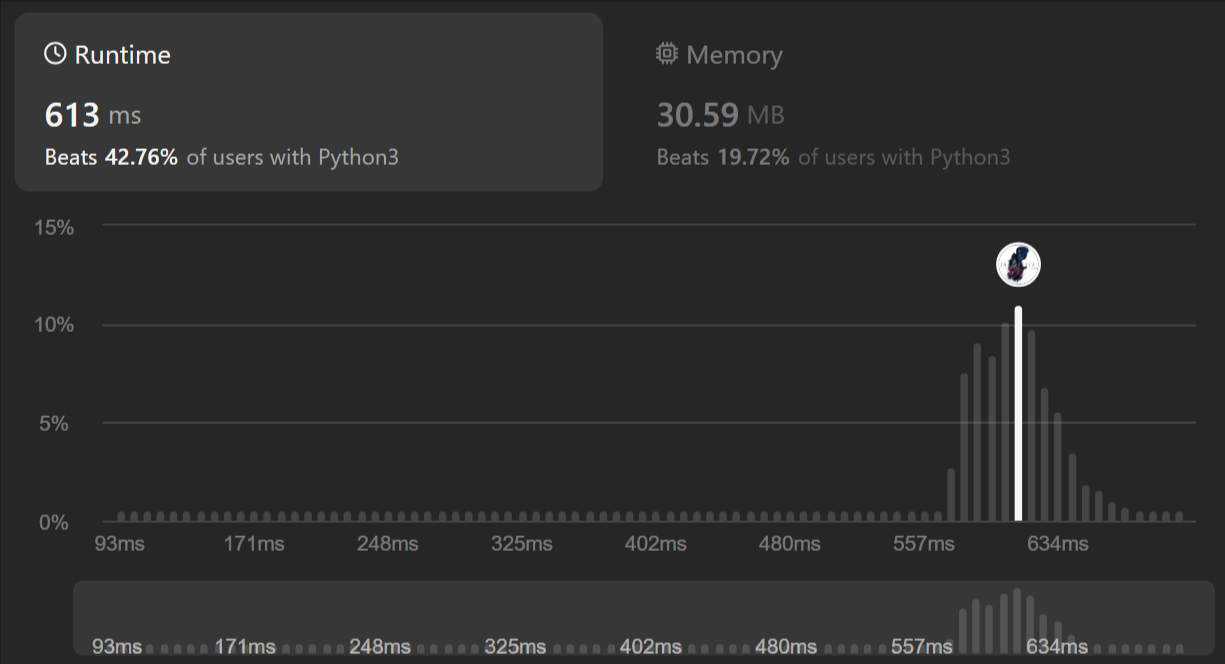 Runtime
613 ms
Beats 42.76% of users with Python3
Memory
30.59 MB
Beats 19.72% of users with Python3
15%
10%
5%
0%
93ms 171ms 248ms 325ms 402ms 480ms 557ms 634ms
93ms 171ms 248ms 325ms 402ms 480ms 557ms 634ms